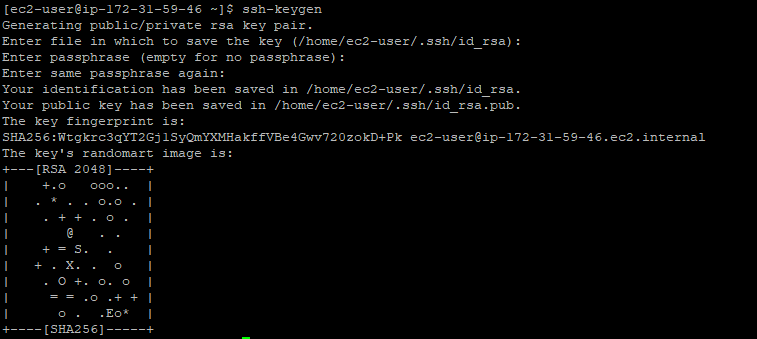 [ec2-user@ip-172-31-59-46 ~]$ ssh-keygen
Generating public/private rsa key pair.
Enter file in which to save the key (/home/ec2-user/.ssh/id_rsa):
Enter passphrase (empty for no passphrase):
Enter same passphrase again:
Your identification has been saved in /home/ec2-user/.ssh/id_rsa.
Your public key has been saved in /home/ec2-user/.ssh/id_rsa.pub.
The key fingerprint is:
SHA256:Wtgkrc3qYT2Gj1SyQmYXMHakffVBe4Gwv720zokD+Pk ec2-user@ip-172-31-59-46.ec2.internal
The key's randomart image is:
+---[RSA 2048]----+
|    +.o   ooo..  |
|   . * . . o.o . |
|    . + + . o .  |
|       @   . .   |
|    + = S.  .    |
|   + . X. .  o   |
|    . O +. o. o  |
|     = = .o .+ + |
|      o .  .Eo*  |
+----[SHA256]-----+